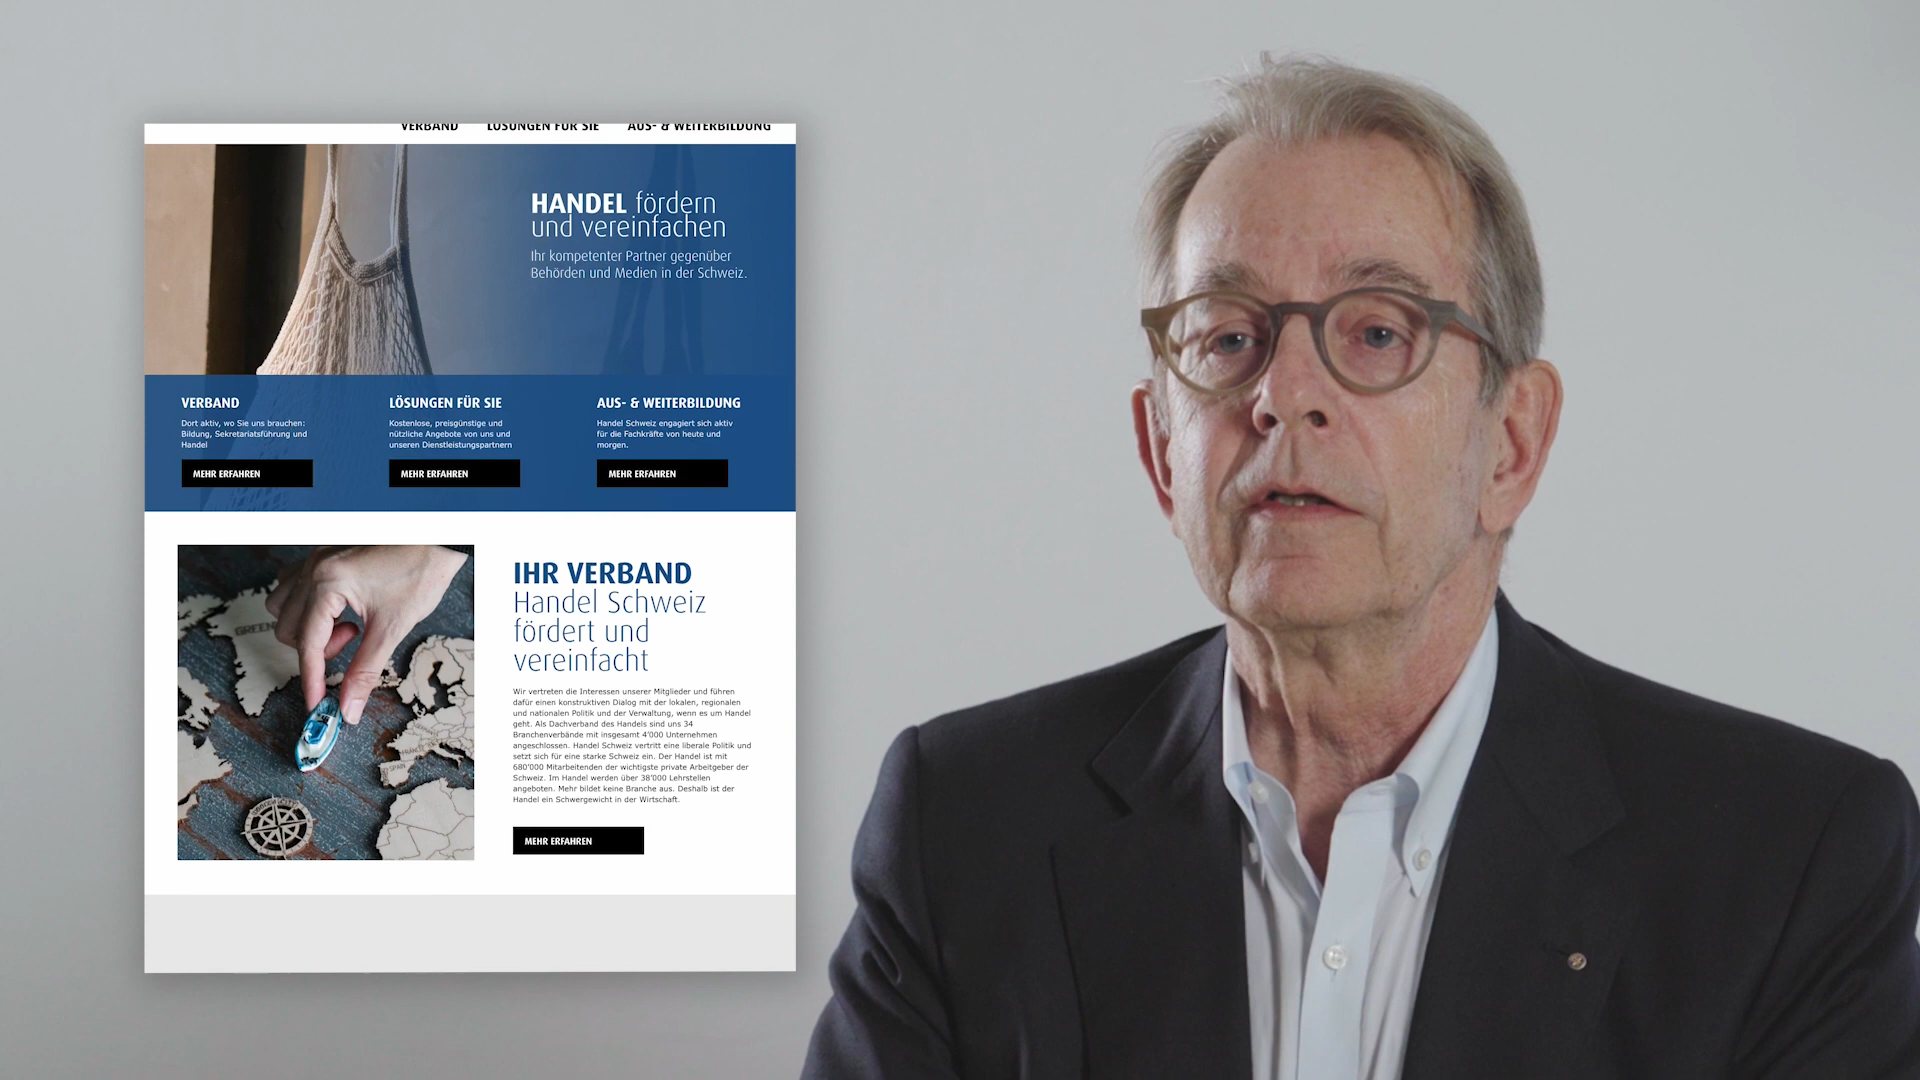 VERBAND LÖSUNGEN FÜR SIE AUS- & WEITERBILDUNG
HANDEL fördern
und vereinfachen
Ihr kompetenter Partner gegenüber
Behörden und Medien in der Schweiz.
VERBAND
Dort aktiv, wo Sie uns brauchen:
Bildung, Sekretariatsführung und
Handel
MEHR ERFAHREN
LÖSUNGEN FÜR SIE
Kostenlose, preisgünstige und
nützliche Angebote von uns und
unseren Dienstleistungspartnern
MEHR ERFAHREN
AUS- & WEITERBILDUNG
Handel Schweiz engagiert sich aktiv
für die Fachkräfte von heute und
morgen.
MEHR ERFAHREN
GREEN
SPAIN
IHR VERBAND
Handel Schweiz
fördert und
vereinfacht
Wir vertreten die Interessen unserer Mitglieder und führen
dafür einen konstruktiven Dialog mit der lokalen, regionalen
und nationalen Politik und der Verwaltung, wenn es um Handel
geht. Als Dachverband des Handels sind uns 34
Branchenverbände mit insgesamt 4'000 Unternehmen
angeschlossen. Handel Schweiz vertritt eine liberale Politik und
setzt sich für eine starke Schweiz ein. Der Handel ist mit
680'000 Mitarbeitenden der wichtigste private Arbeitgeber der
Schweiz. Im Handel werden über 38'000 Lehrstellen
angeboten. Mehr bildet keine Branche aus. Deshalb ist der
Handel ein Schwergewicht in der Wirtschaft.
MEHR ERFAHREN